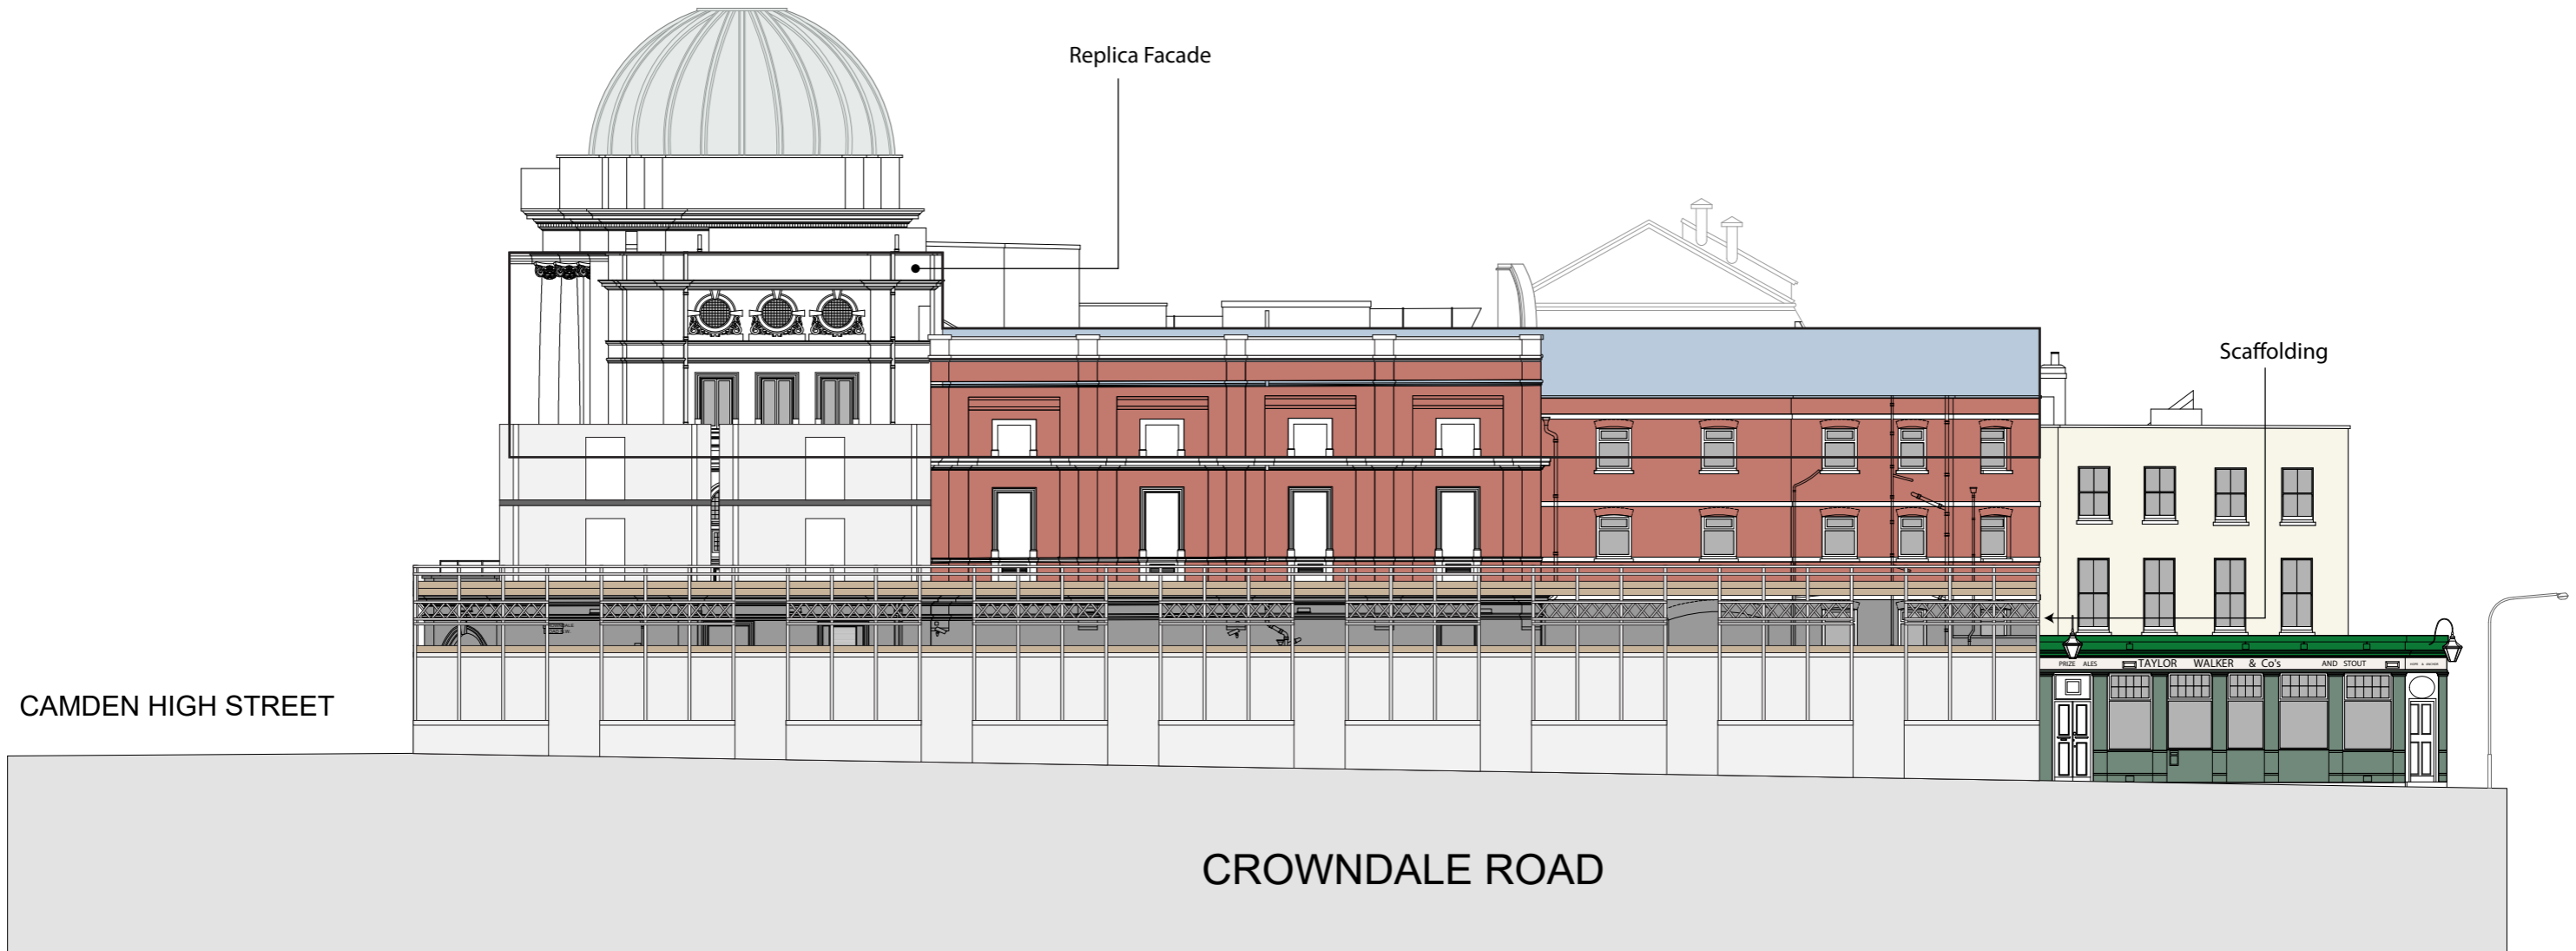 Replica Facade
Scaffolding
CAMDEN HIGH STREET
PRIZE ALES TAYLOR WALKER & Co's AND STOUT
CROWNDALE ROAD